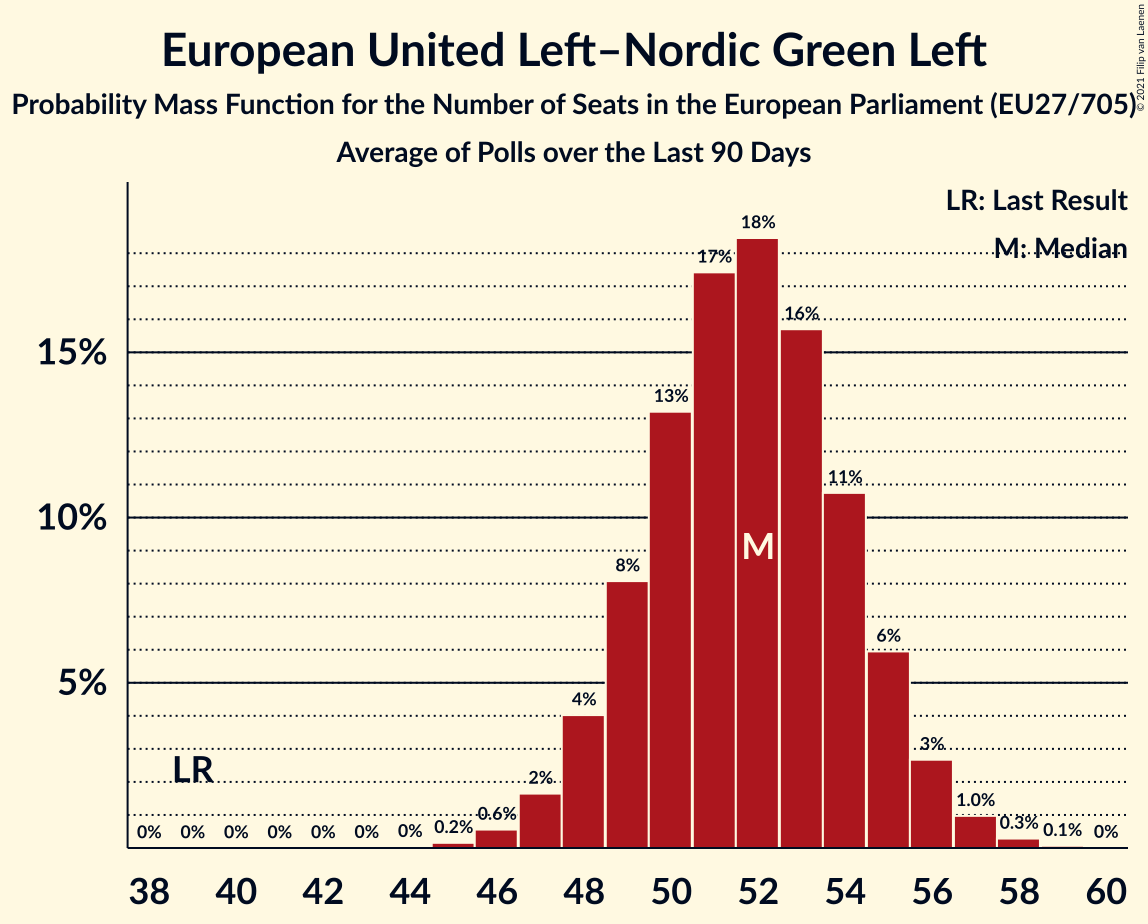 European United Left–Nordic Green Left
Probability Mass Function for the Number of Seats in the European Parliament (EU27/705)
Average of Polls over the Last 90 Days
© 2021 Filip van Laenen
LR: Last Result
M: Median
15%
10%
5%
0% 0% 0% 0% 0% 0% 0% 0.2% 0.6% 2% 4% 8% 13% 17% 18% 16% 11% 6% 3% 1.0% 0.3% 0.1% 0%
LR
M
38 40 42 44 46 48 50 52 54 56 58 60